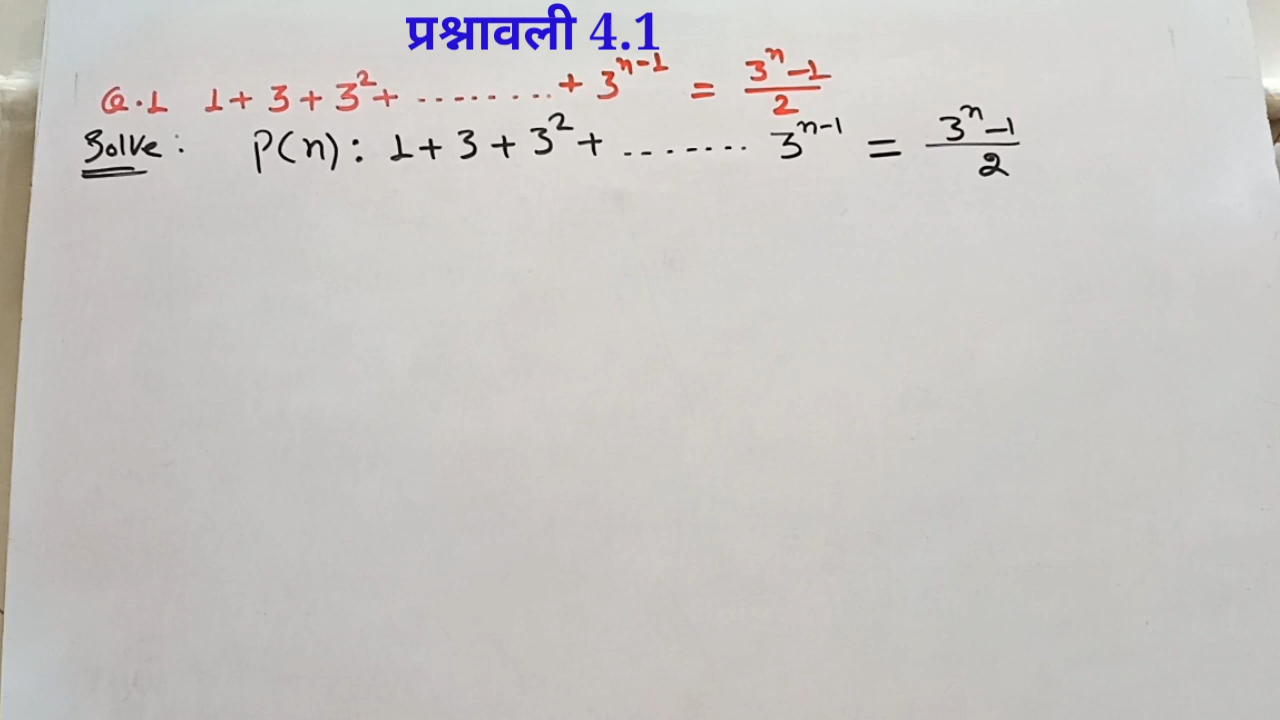 प्रश्नावली 4.1
Q.1 1+3+3²+.........+3ⁿ⁻¹ = 3ⁿ-1/2
Solve: P(n): 1+3+3²+....... 3ⁿ⁻¹ = 3ⁿ-1/2